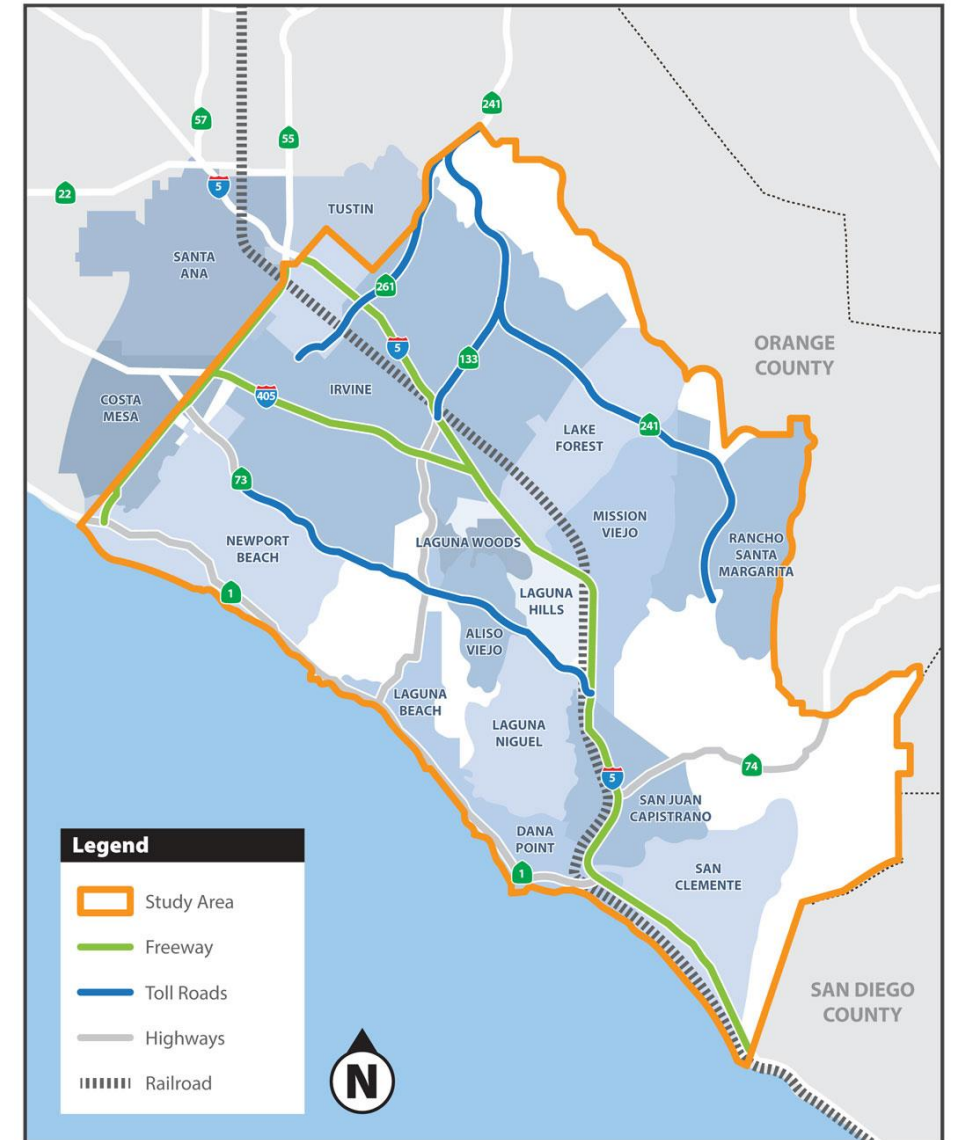 241
57
55
5
22
TUSTIN
SANTA
ANA
261
ORANGE
COUNTY
5
133
IRVINE
405
COSTA
MESA
241
LAKE
FOREST
73
MISSION
VIEJO
NEWPORT
BEACH
LAGUNA WOODS
RANCHO
SANTA
MARGARITA
1
LAGUNA
HILLS
ALISO
VIEJO
LAGUNA
BEACH
LAGUNA
NIGUEL
74
5
SAN JUAN
CAPISTRANO
DANA
POINT
1
SAN
CLEMENTE
Legend
Study Area
Freeway
Toll Roads
Highways
Railroad
N
SAN DIEGO
COUNTY